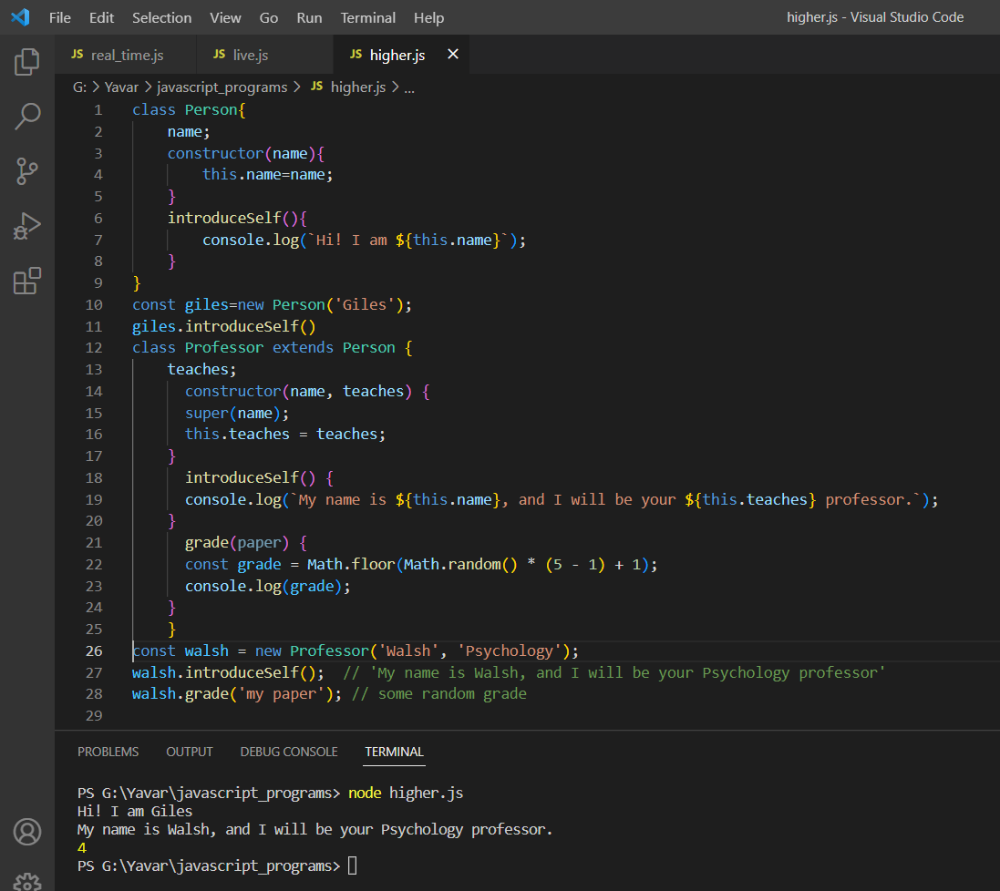 File Edit Selection View Go Run Terminal Help higher.js - Visual Studio Code
JS real_time.js JS live.js JS higher.js ×
G: > Yavar > javascript_programs > JS higher.js > ...
1 class Person{
2 name;
3 constructor(name){
4 this.name=name;
5 }
6 introduceSelf(){
7 console.log(`Hi! I am ${this.name}`);
8 }
9 }
10 const giles=new Person('Giles');
11 giles.introduceSelf()
12 class Professor extends Person {
13 teaches;
14 constructor(name, teaches) {
15 super(name);
16 this.teaches = teaches;
17 }
18 introduceSelf() {
19 console.log(`My name is ${this.name}, and I will be your ${this.teaches} professor.`);
20 }
21 grade(paper) {
22 const grade = Math.floor(Math.random() * (5 - 1) + 1);
23 console.log(grade);
24 }
25 }
26 const walsh = new Professor('Walsh', 'Psychology');
27 walsh.introduceSelf();  // 'My name is Walsh, and I will be your Psychology professor'
28 walsh.grade('my paper'); // some random grade
29
PROBLEMS OUTPUT DEBUG CONSOLE TERMINAL
PS G:\Yavar\javascript_programs> node higher.js
Hi! I am Giles
My name is Walsh, and I will be your Psychology professor.
4
PS G:\Yavar\javascript_programs>